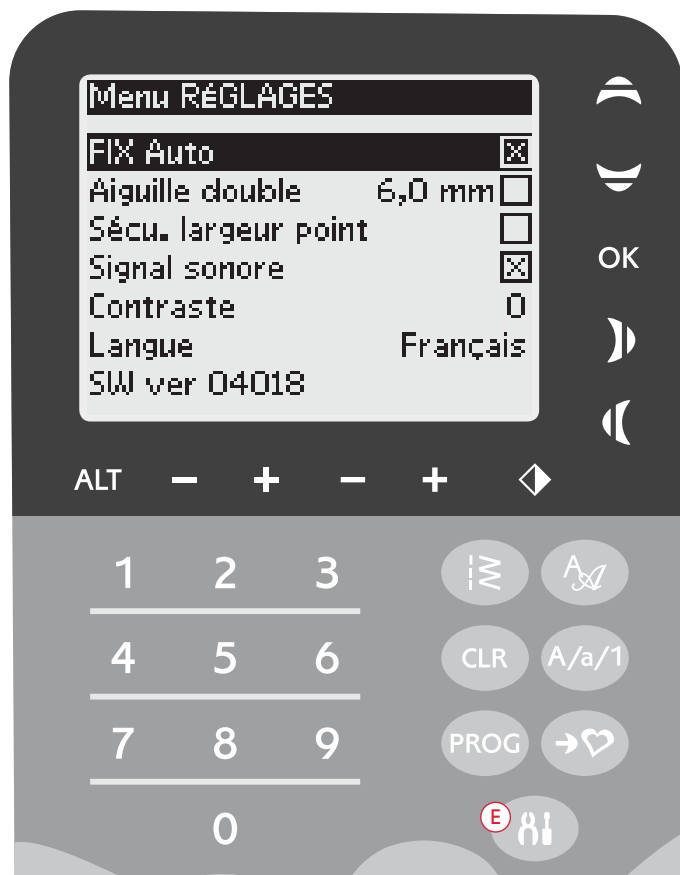 Menu RéGLAGES
FIX Auto
Aiguille double 6,0 mm
Sécu. largeur point
Signal sonore
Contraste 0
Langue Français
SW ver 04018
OK
ALT - + - +
1 2 3
4 5 6 CLR A/a/1
7 8 9 PROG
0 E